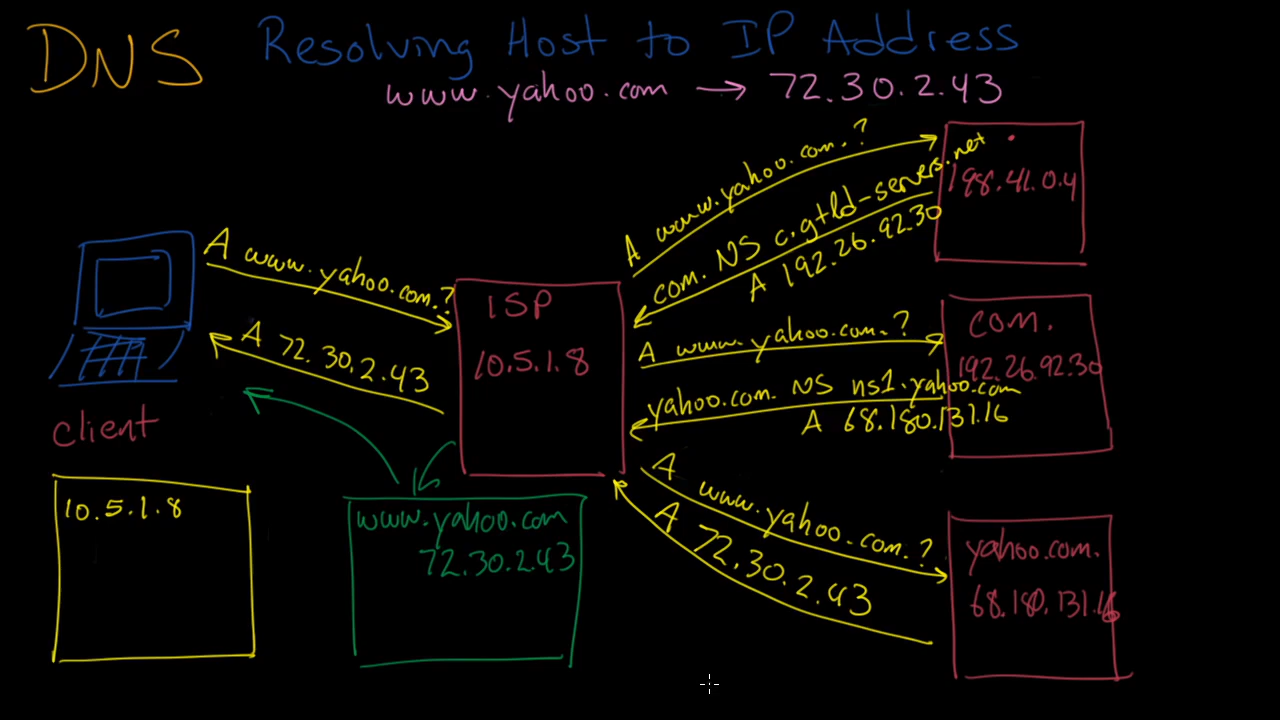 DNS
Resolving Host to IP Address
www.yahoo.com → 72.30.2.43
A www.yahoo.com.?
A 72.30.2.43
client
10.5.1.8
ISP
10.5.1.8
www.yahoo.com
72.30.2.43
A www.yahoo.com.?
com. NS c.gtld-servers.net
A 192.26.92.30
.
198.41.0.4
A www.yahoo.com.?
yahoo.com. NS ns1.yahoo.com
A 68.180.131.16
com.
192.26.92.30
A www.yahoo.com.?
A 72.30.2.43
yahoo.com.
68.180.131.16